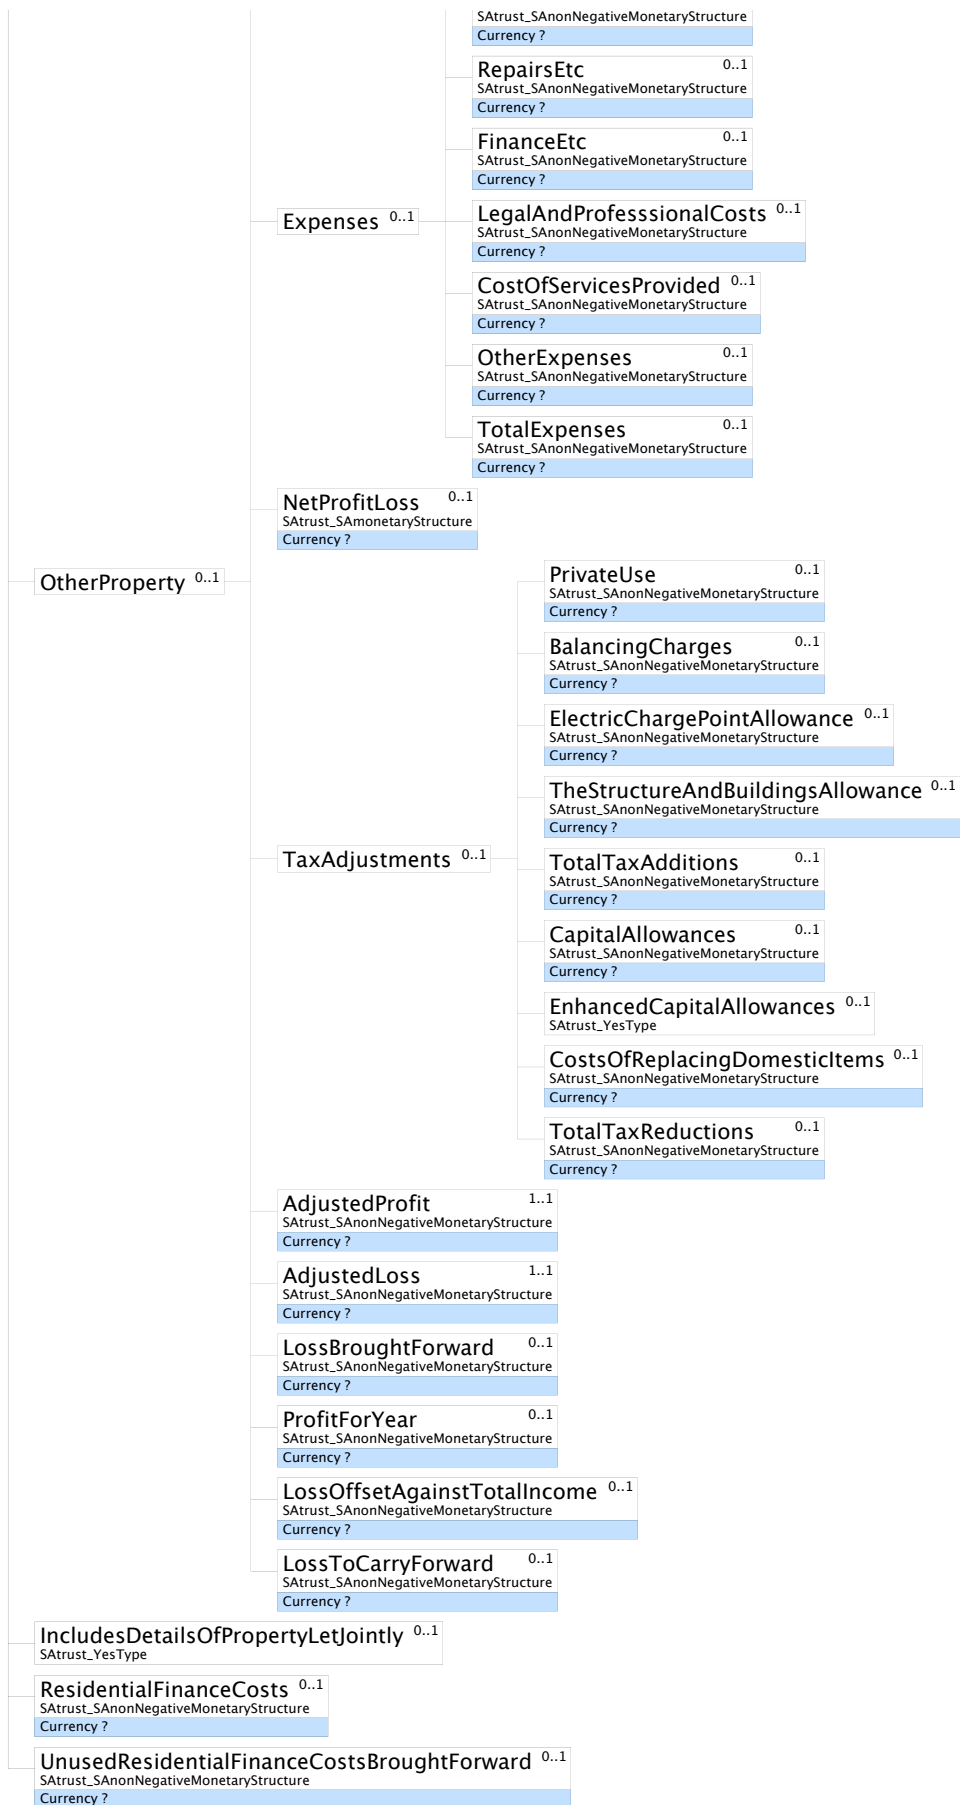 SAtrust_SAnonNegativeMonetaryStructure
Currency ?
RepairsEtc 0..1
SAtrust_SAnonNegativeMonetaryStructure
Currency ?
FinanceEtc 0..1
SAtrust_SAnonNegativeMonetaryStructure
Currency ?
Expenses 0..1
LegalAndProfesssionalCosts 0..1
SAtrust_SAnonNegativeMonetaryStructure
Currency ?
CostOfServicesProvided 0..1
SAtrust_SAnonNegativeMonetaryStructure
Currency ?
OtherExpenses 0..1
SAtrust_SAnonNegativeMonetaryStructure
Currency ?
TotalExpenses 0..1
SAtrust_SAnonNegativeMonetaryStructure
Currency ?
NetProfitLoss 0..1
SAtrust_SAmonetaryStructure
Currency ?
OtherProperty 0..1
PrivateUse 0..1
SAtrust_SAnonNegativeMonetaryStructure
Currency ?
BalancingCharges 0..1
SAtrust_SAnonNegativeMonetaryStructure
Currency ?
ElectricChargePointAllowance 0..1
SAtrust_SAnonNegativeMonetaryStructure
Currency ?
TheStructureAndBuildingsAllowance 0..1
SAtrust_SAnonNegativeMonetaryStructure
Currency ?
TaxAdjustments 0..1
TotalTaxAdditions 0..1
SAtrust_SAnonNegativeMonetaryStructure
Currency ?
CapitalAllowances 0..1
SAtrust_SAnonNegativeMonetaryStructure
Currency ?
EnhancedCapitalAllowances 0..1
SAtrust_YesType
CostsOfReplacingDomesticItems 0..1
SAtrust_SAnonNegativeMonetaryStructure
Currency ?
TotalTaxReductions 0..1
SAtrust_SAnonNegativeMonetaryStructure
Currency ?
AdjustedProfit 1..1
SAtrust_SAnonNegativeMonetaryStructure
Currency ?
AdjustedLoss 1..1
SAtrust_SAnonNegativeMonetaryStructure
Currency ?
LossBroughtForward 0..1
SAtrust_SAnonNegativeMonetaryStructure
Currency ?
ProfitForYear 0..1
SAtrust_SAnonNegativeMonetaryStructure
Currency ?
LossOffsetAgainstTotalIncome 0..1
SAtrust_SAnonNegativeMonetaryStructure
Currency ?
LossToCarryForward 0..1
SAtrust_SAnonNegativeMonetaryStructure
Currency ?
IncludesDetailsOfPropertyLetJointly 0..1
SAtrust_YesType
ResidentialFinanceCosts 0..1
SAtrust_SAnonNegativeMonetaryStructure
Currency ?
UnusedResidentialFinanceCostsBroughtForward 0..1
SAtrust_SAnonNegativeMonetaryStructure
Currency ?